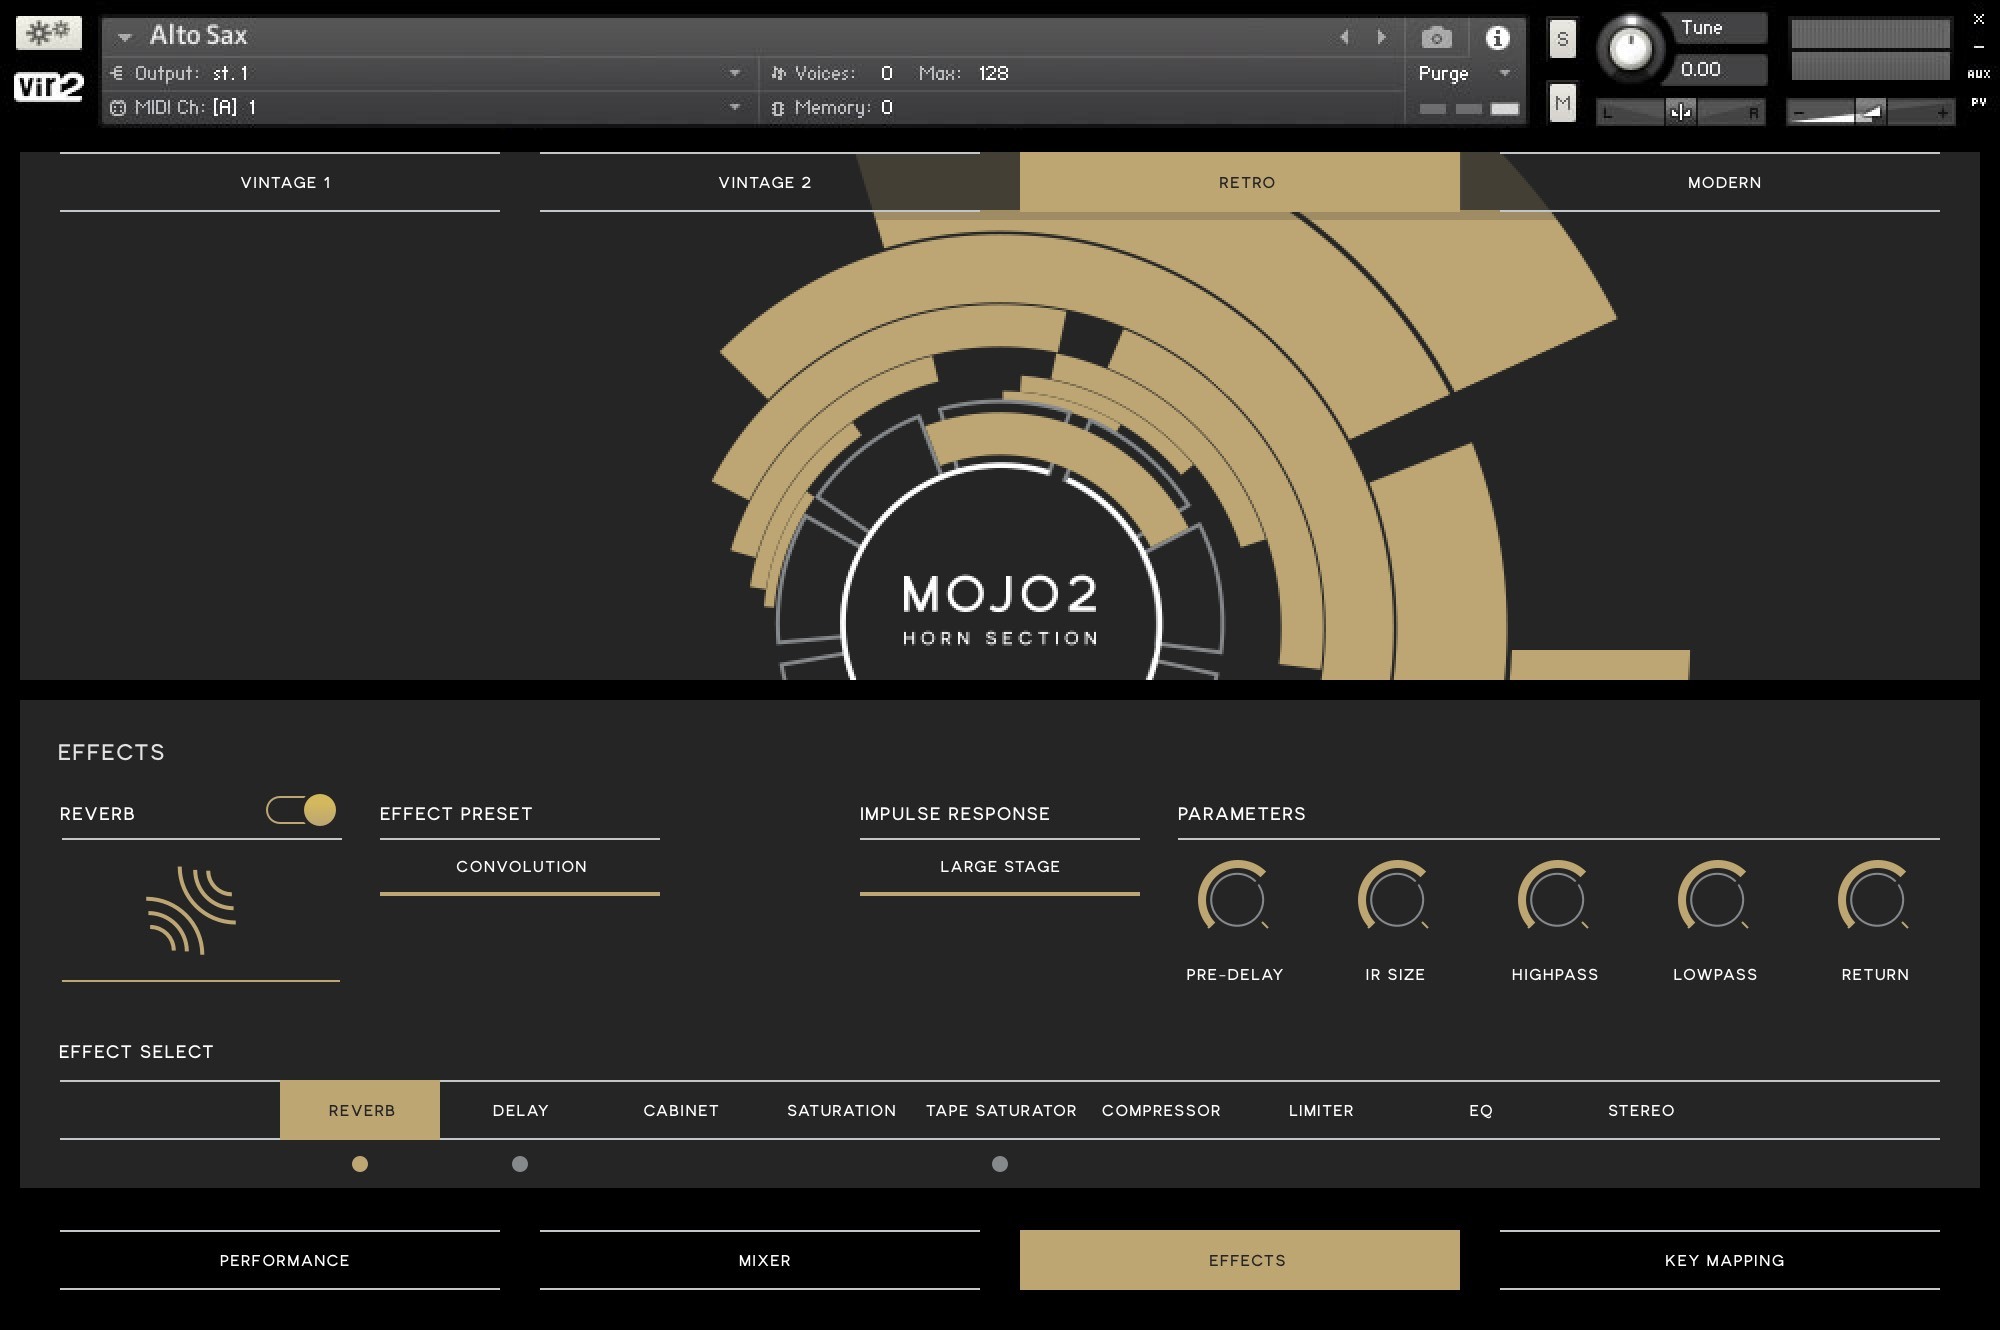 Alto Sax
vir2
Output: st. 1
Voices: 0 Max: 128
Purge
MIDI Ch: [A] 1
Memory: 0
S
M
Tune
0.00
L R
- +
X
AUX
PV
VINTAGE 1
VINTAGE 2
RETRO
MODERN
MOJO2
HORN SECTION
EFFECTS
REVERB
EFFECT PRESET
IMPULSE RESPONSE
PARAMETERS
CONVOLUTION
LARGE STAGE
PRE-DELAY
IR SIZE
HIGHPASS
LOWPASS
RETURN
EFFECT SELECT
REVERB
DELAY
CABINET
SATURATION
TAPE SATURATOR
COMPRESSOR
LIMITER
EQ
STEREO
PERFORMANCE
MIXER
EFFECTS
KEY MAPPING